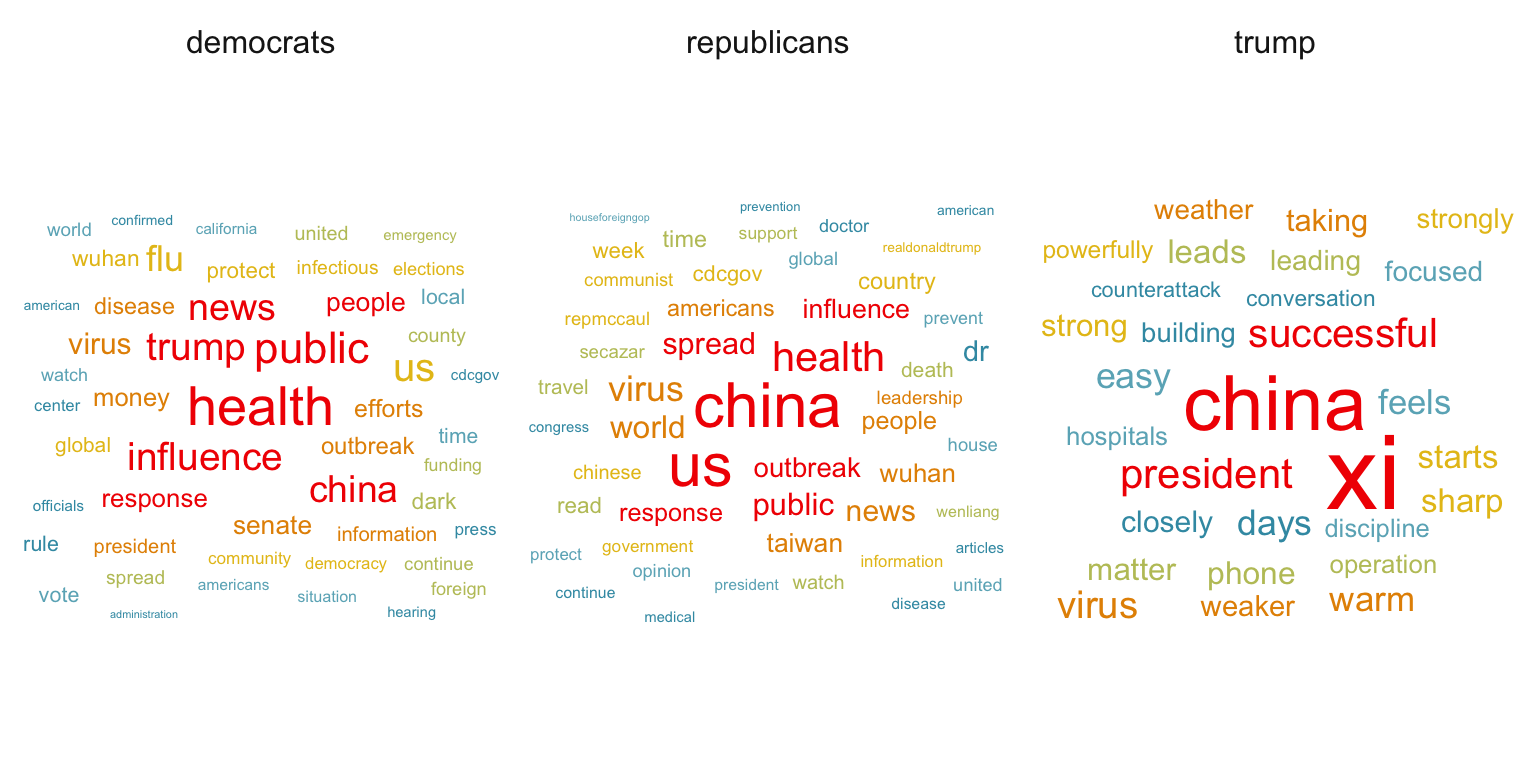 democrats
world confirmed california united emergency
wuhan flu protect infectious elections
american disease news people local
virus trump public county
watch us cdcgov
center money health efforts
global influence outbreak time
funding
officials response china dark
rule senate information press
president community democracy continue
spread americans foreign
vote situation hearing
administration
republicans
houseforeigngop prevention american
week time support doctor realdonaldtrump
communist cdcgov global country
repmccaul americans influence prevent
secazar spread health dr
travel virus china death
leadership
congress world people
house
chinese us outbreak wuhan
read response public news wenliang
protect government taiwan articles
opinion information
continue president watch united
medical disease
trump
weather taking strongly
powerfully leads leading focused
counterattack conversation
strong building successful
easy china feels
hospitals
president xi starts
sharp
closely days discipline
matter phone operation
virus weaker warm